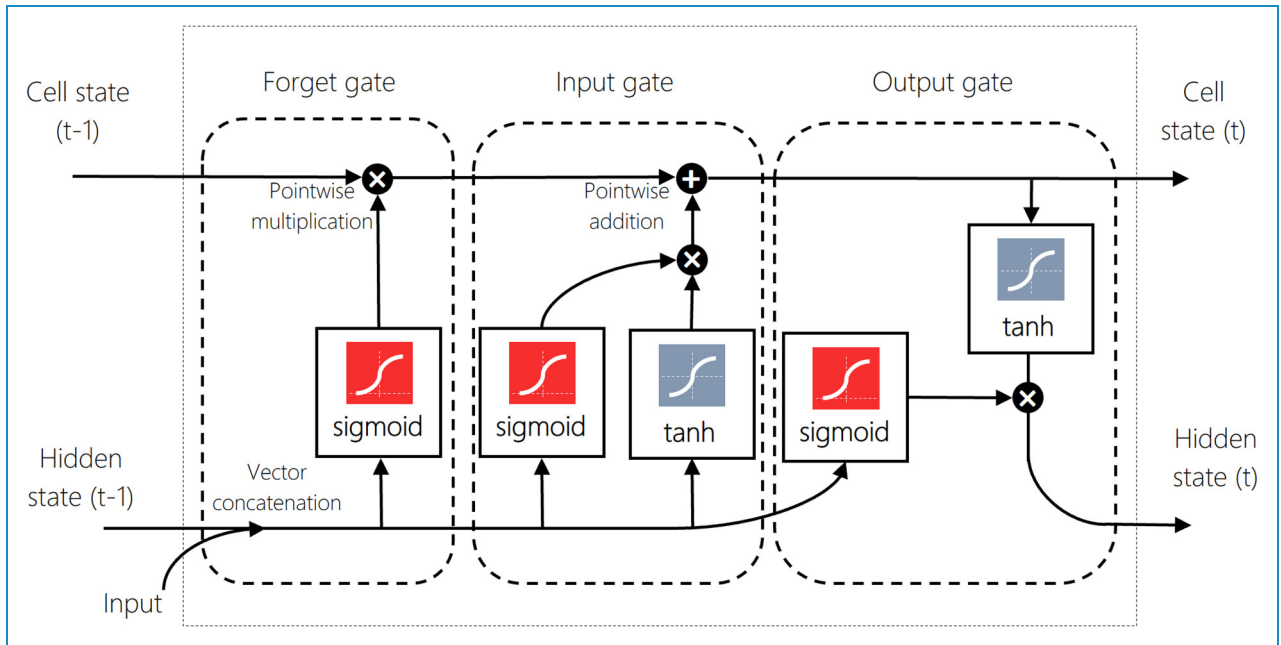 Forget gate
Input gate
Output gate
Cell state
(t-1)
Cell
state (t)
Pointwise
multiplication
Pointwise
addition
tanh
sigmoid
sigmoid
tanh
sigmoid
Hidden
state (t-1)
Vector
concatenation
Hidden
state (t)
Input